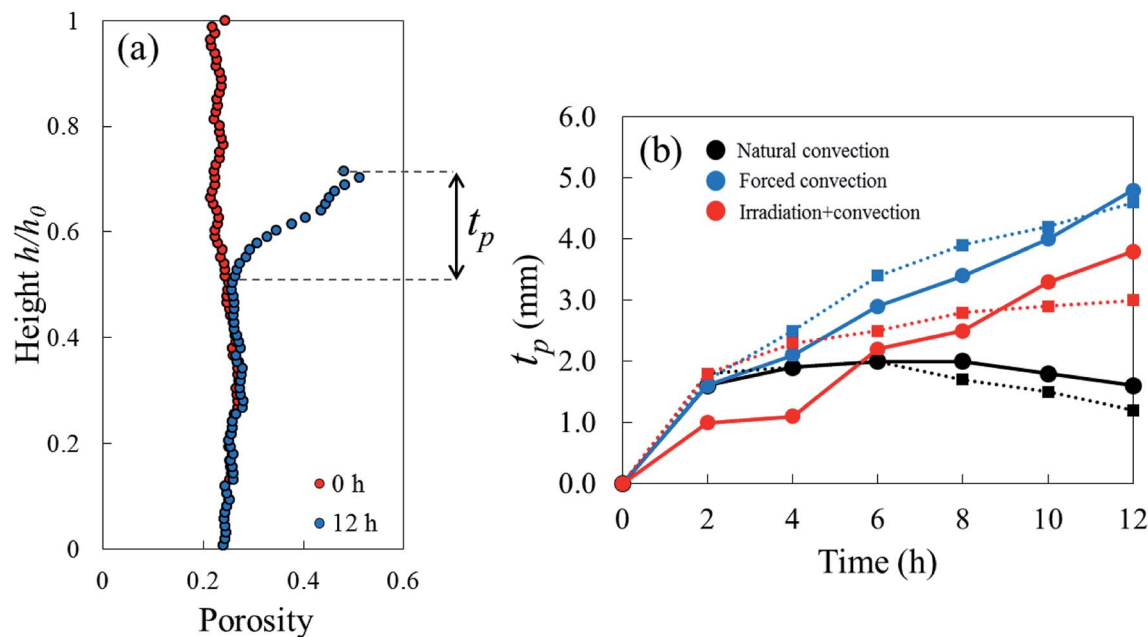 (a)
1
0.8
0.6
0.4
0.2
0
Height h/h0
tp
0 h
12 h
0
0.2
0.4
0.6
Porosity
(b)
Natural convection
Forced convection
Irradiation+convection
6.0
5.0
4.0
3.0
2.0
1.0
0.0
tp (mm)
0
2
4
6
8
10
12
Time (h)